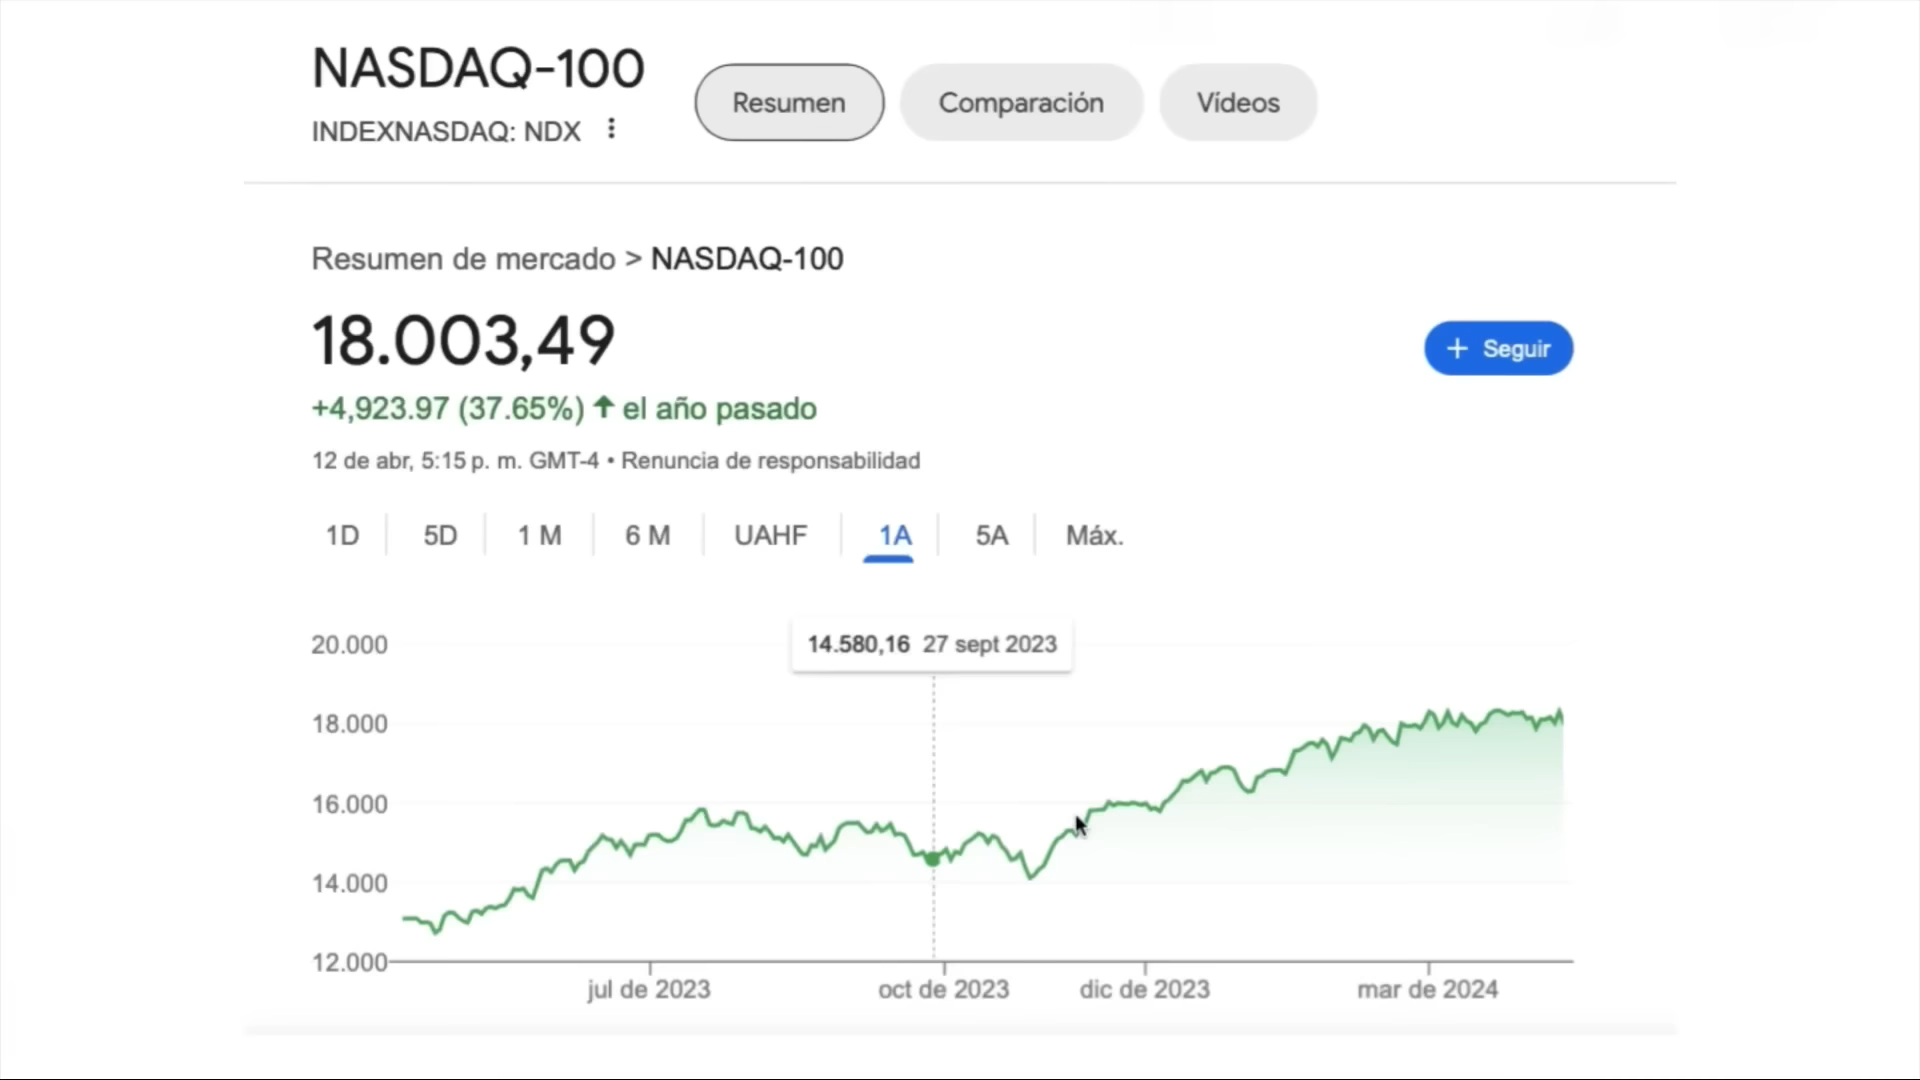 NASDAQ-100
INDEXNASDAQ: NDX
Resumen
Comparación
Vídeos
Resumen de mercado > NASDAQ-100
18.003,49
+4,923.97 (37.65%) ↑ el año pasado
12 de abr, 5:15 p. m. GMT-4 • Renuncia de responsabilidad
+ Seguir
1D 5D 1 M 6 M UAHF 1A 5A Máx.
14.580,16 27 sept 2023
20.000
18.000
16.000
14.000
12.000
jul de 2023 oct de 2023 dic de 2023 mar de 2024